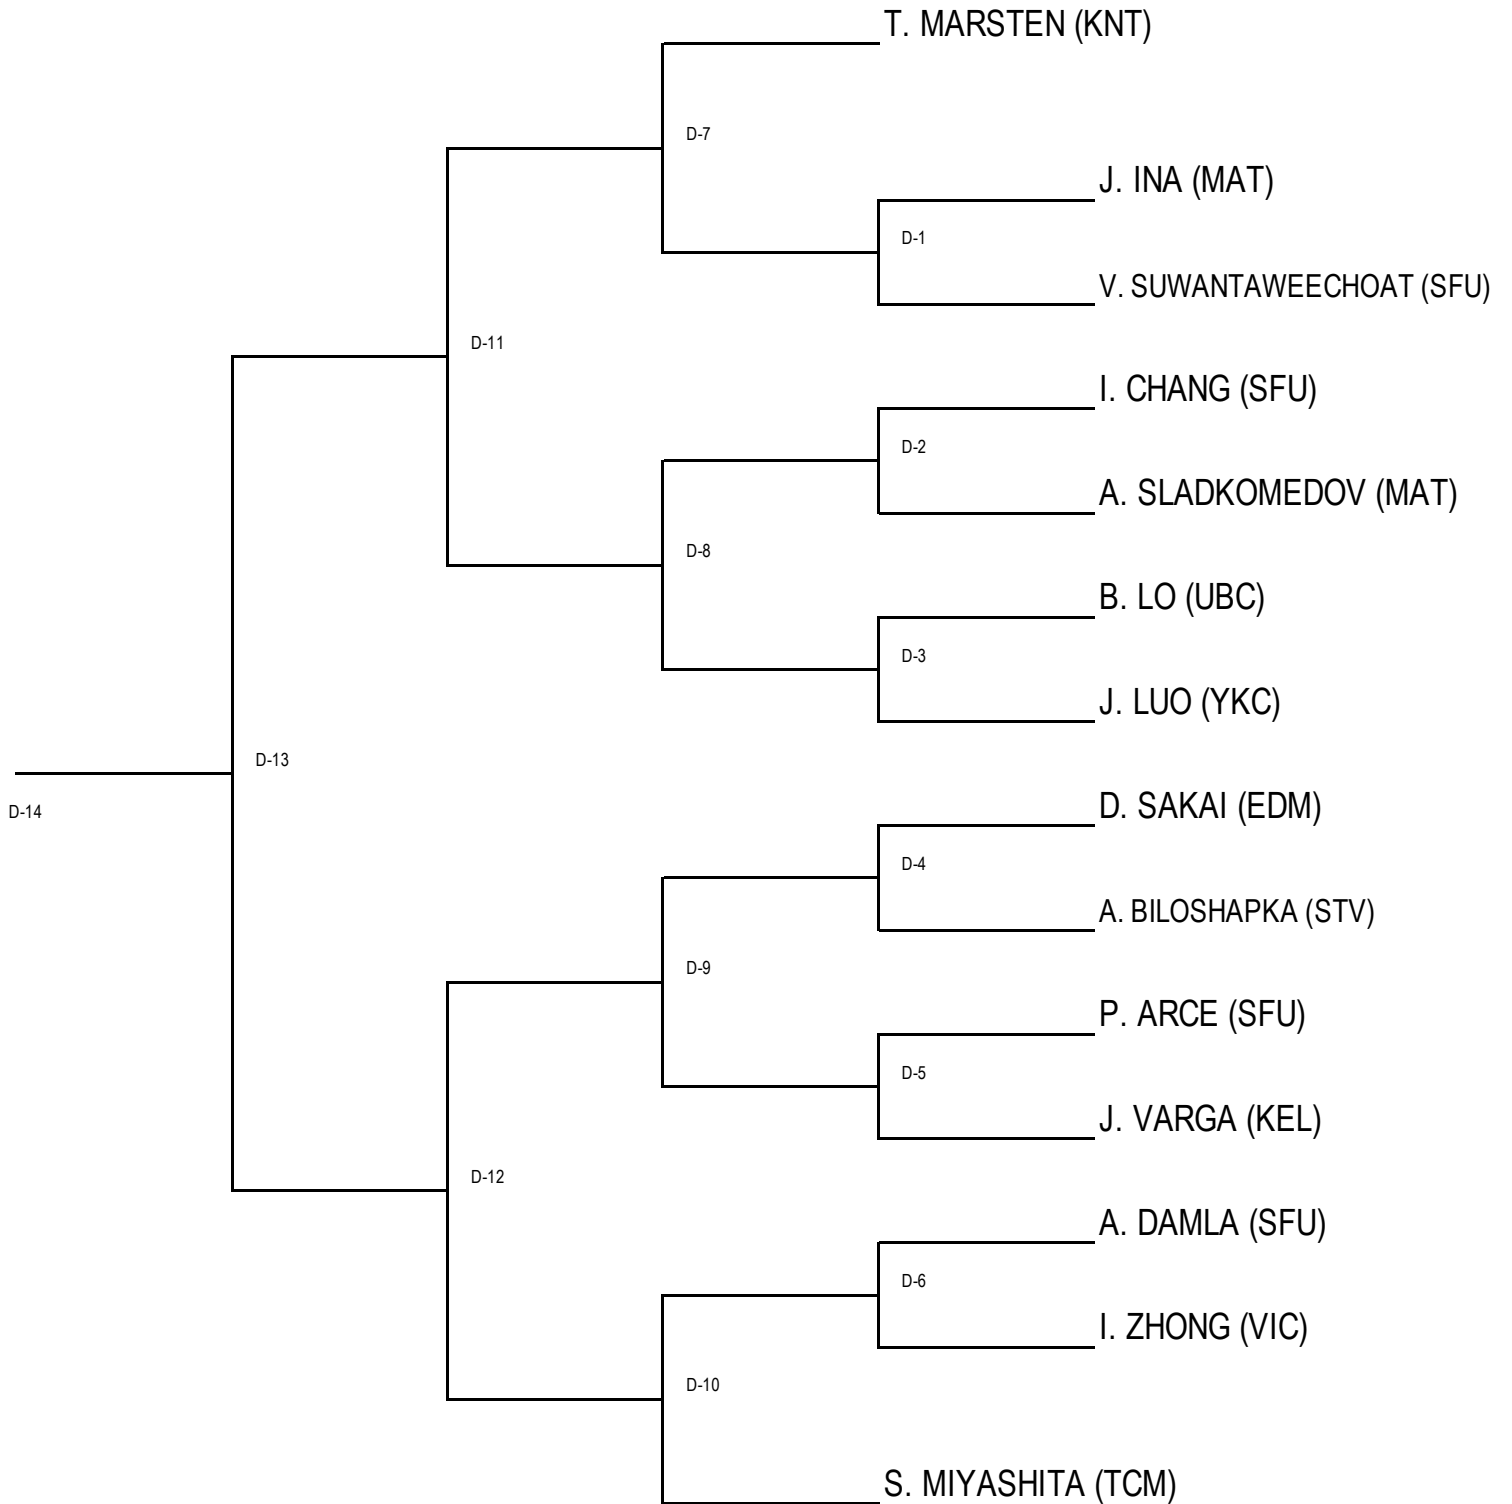 T. MARSTEN (KNT)
D-7
J. INA (MAT)
D-1
V. SUWANTAWEECHOAT (SFU)
D-11
I. CHANG (SFU)
D-2
A. SLADKOMEDOV (MAT)
D-8
B. LO (UBC)
D-3
J. LUO (YKC)
D-13
D-14
D. SAKAI (EDM)
D-4
A. BILOSHAPKA (STV)
D-9
P. ARCE (SFU)
D-5
J. VARGA (KEL)
D-12
A. DAMLA (SFU)
D-6
I. ZHONG (VIC)
D-10
S. MIYASHITA (TCM)